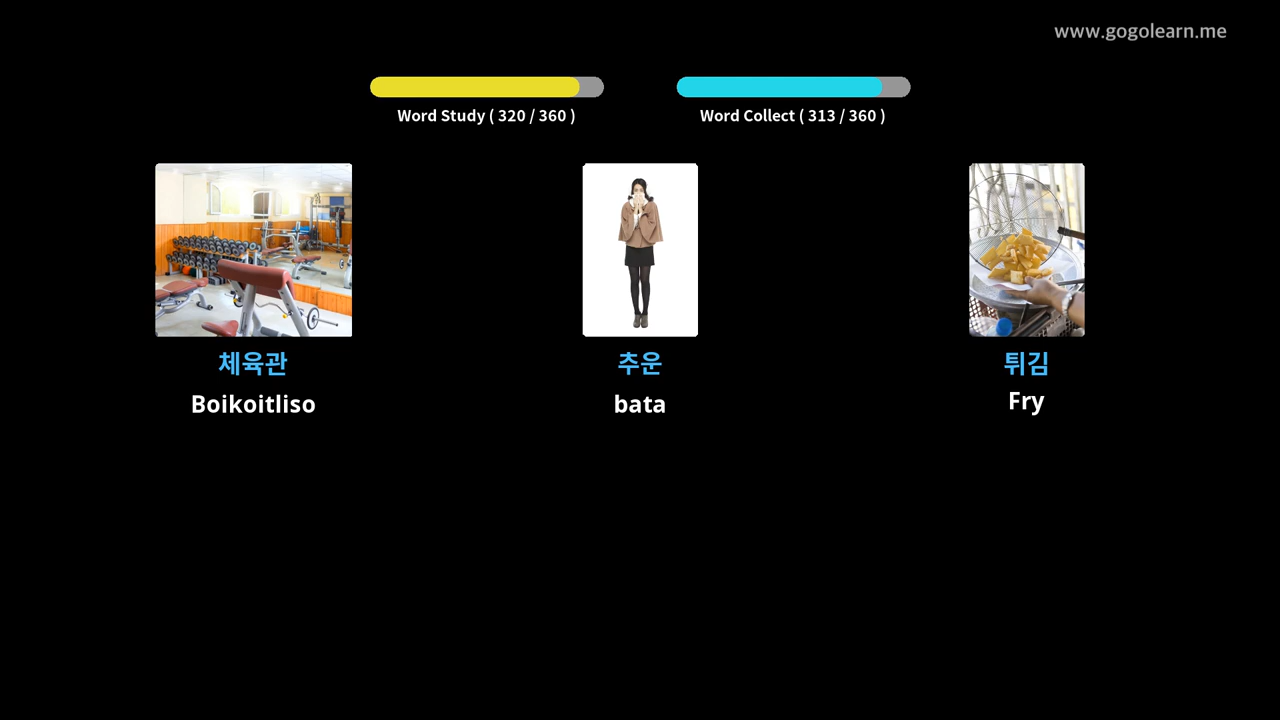 www.gogolearn.me
Word Study ( 320 / 360 )
Word Collect ( 313 / 360 )
체육관
추운
튀김
Boikoitliso
bata
Fry